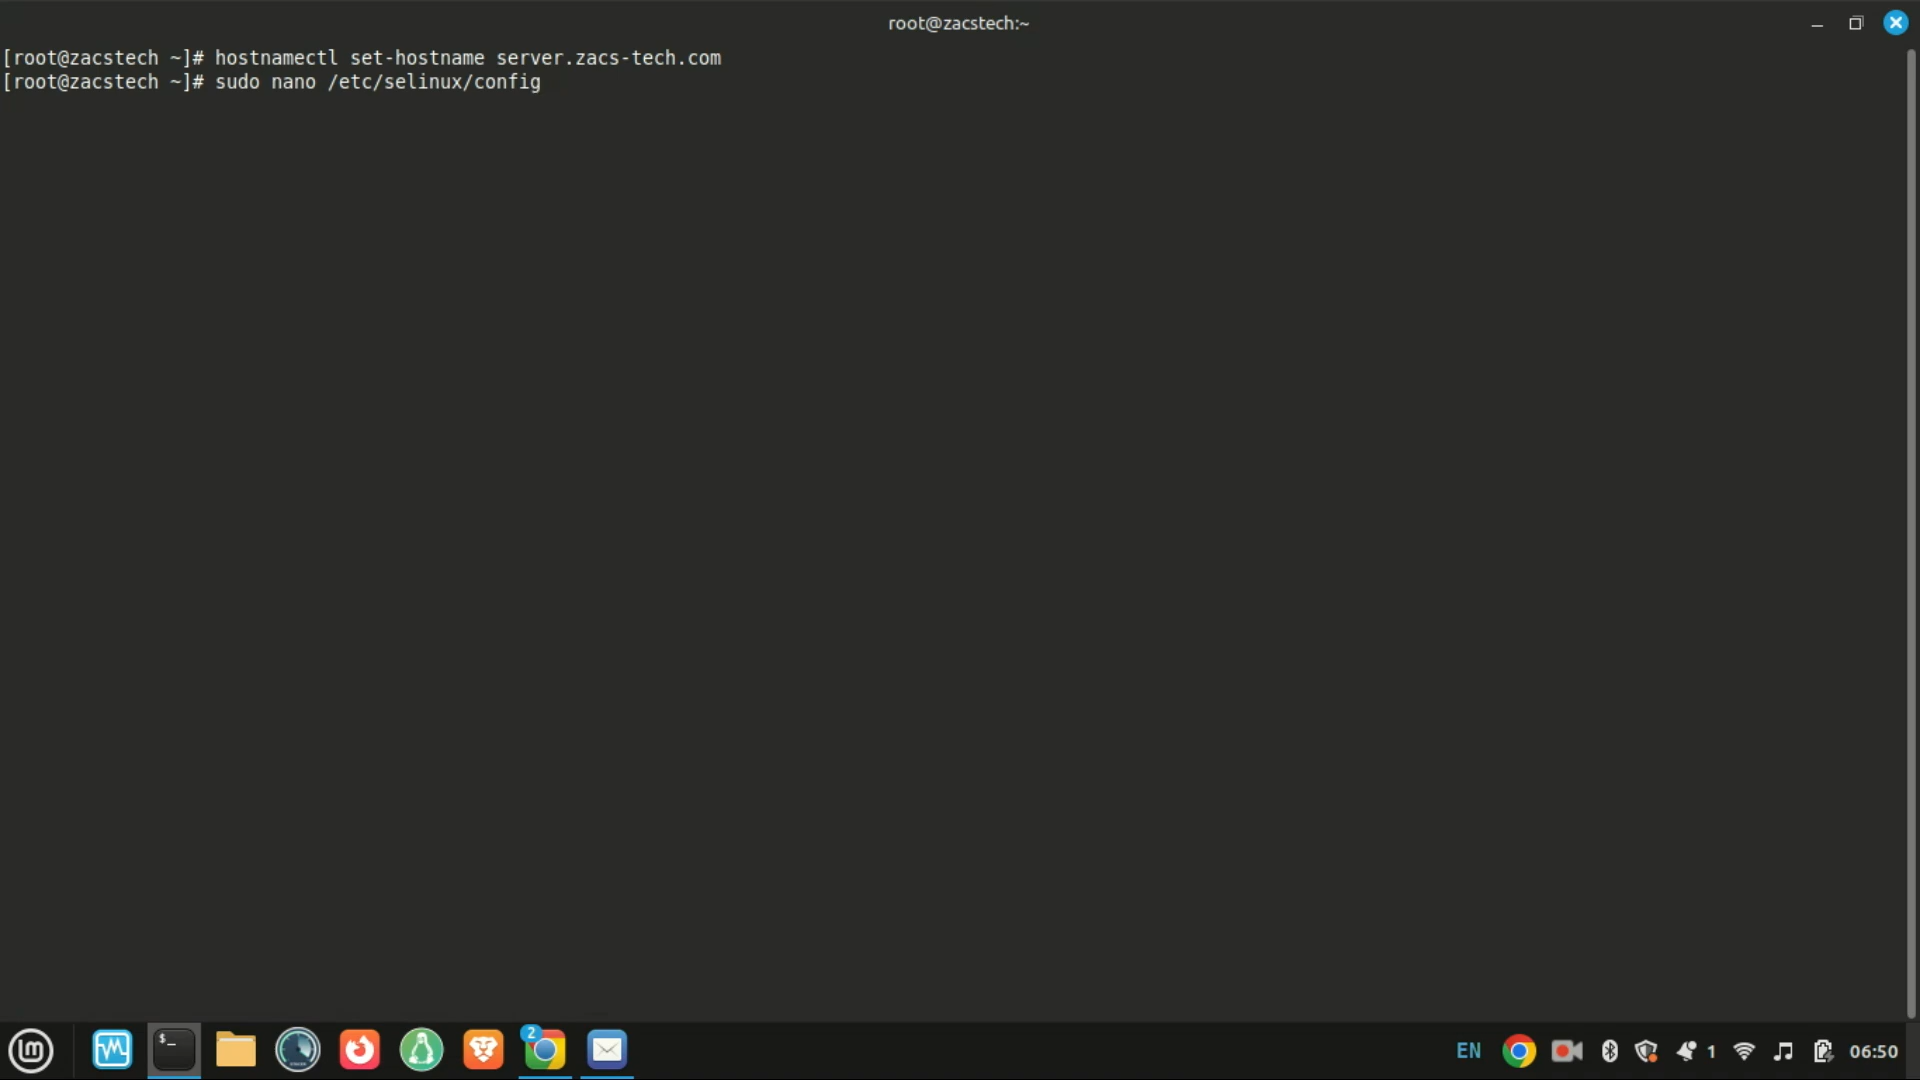 root@zacstech:~
[root@zacstech ~]# hostnamectl set-hostname server.zacs-tech.com
[root@zacstech ~]# sudo nano /etc/selinux/config
$_
2
EN
1
06:50